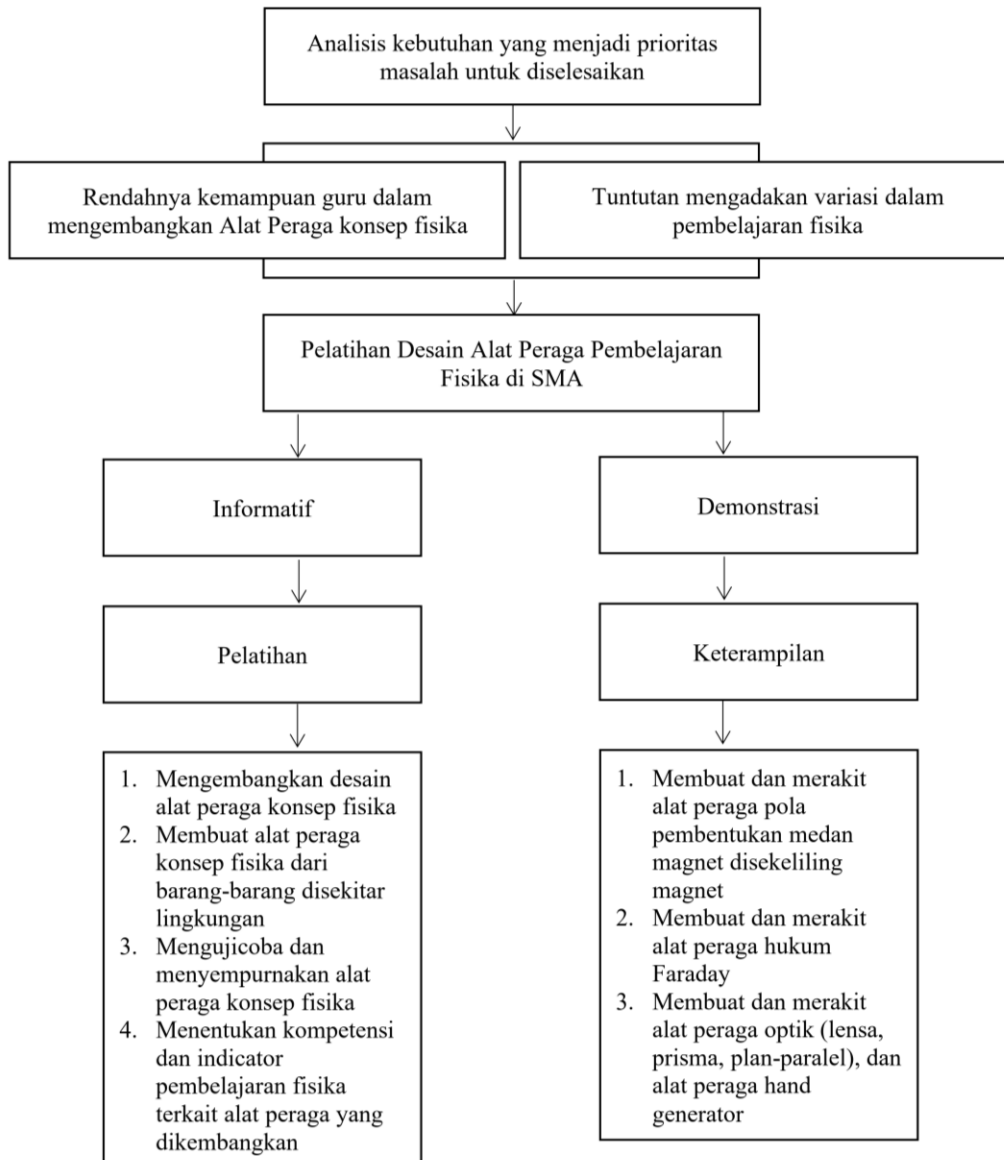 Analisis kebutuhan yang menjadi prioritas
masalah untuk diselesaikan
Rendahnya kemampuan guru dalam
mengembangkan Alat Peraga konsep fisika
Tuntutan mengadakan variasi dalam
pembelajaran fisika
Pelatihan Desain Alat Peraga Pembelajaran
Fisika di SMA
Informatif
Demonstrasi
Pelatihan
Keterampilan
1. Mengembangkan desain
alat peraga konsep fisika
2. Membuat alat peraga
konsep fisika dari
barang-barang disekitar
lingkungan
3. Mengujicoba dan
menyempurnakan alat
peraga konsep fisika
4. Menentukan kompetensi
dan indicator
pembelajaran fisika
terkait alat peraga yang
dikembangkan
1. Membuat dan merakit
alat peraga pola
pembentukan medan
magnet disekeliling
magnet
2. Membuat dan merakit
alat peraga hukum
Faraday
3. Membuat dan merakit
alat peraga optik (lensa,
prisma, plan-paralel), dan
alat peraga hand
generator